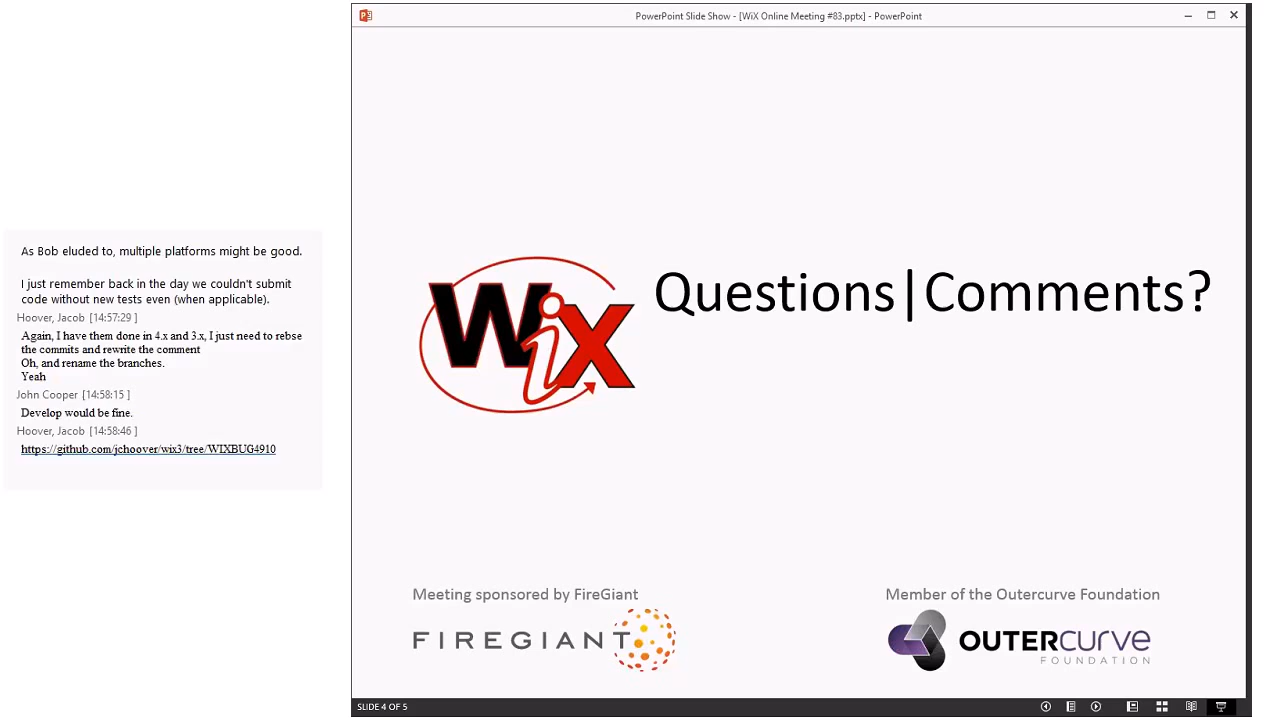 PowerPoint Slide Show - [WiX Online Meeting #83.pptx] - PowerPoint
As Bob eluded to, multiple platforms might be good.
I just remember back in the day we couldn't submit
code without new tests even (when applicable).
Hoover, Jacob [14:57:29 ]
Again, I have them done in 4.x and 3.x, I just need to rebse
the commits and rewrite the comment
Oh, and rename the branches.
Yeah
John Cooper [14:58:15 ]
Develop would be fine.
Hoover, Jacob [14:58:46 ]
https://github.com/jchoover/wix3/tree/WIXBUG4910
WiX
Questions|Comments?
Meeting sponsored by FireGiant
FIREGIANT
Member of the Outercurve Foundation
OUTERCURVE
FOUNDATION
SLIDE 4 OF 5